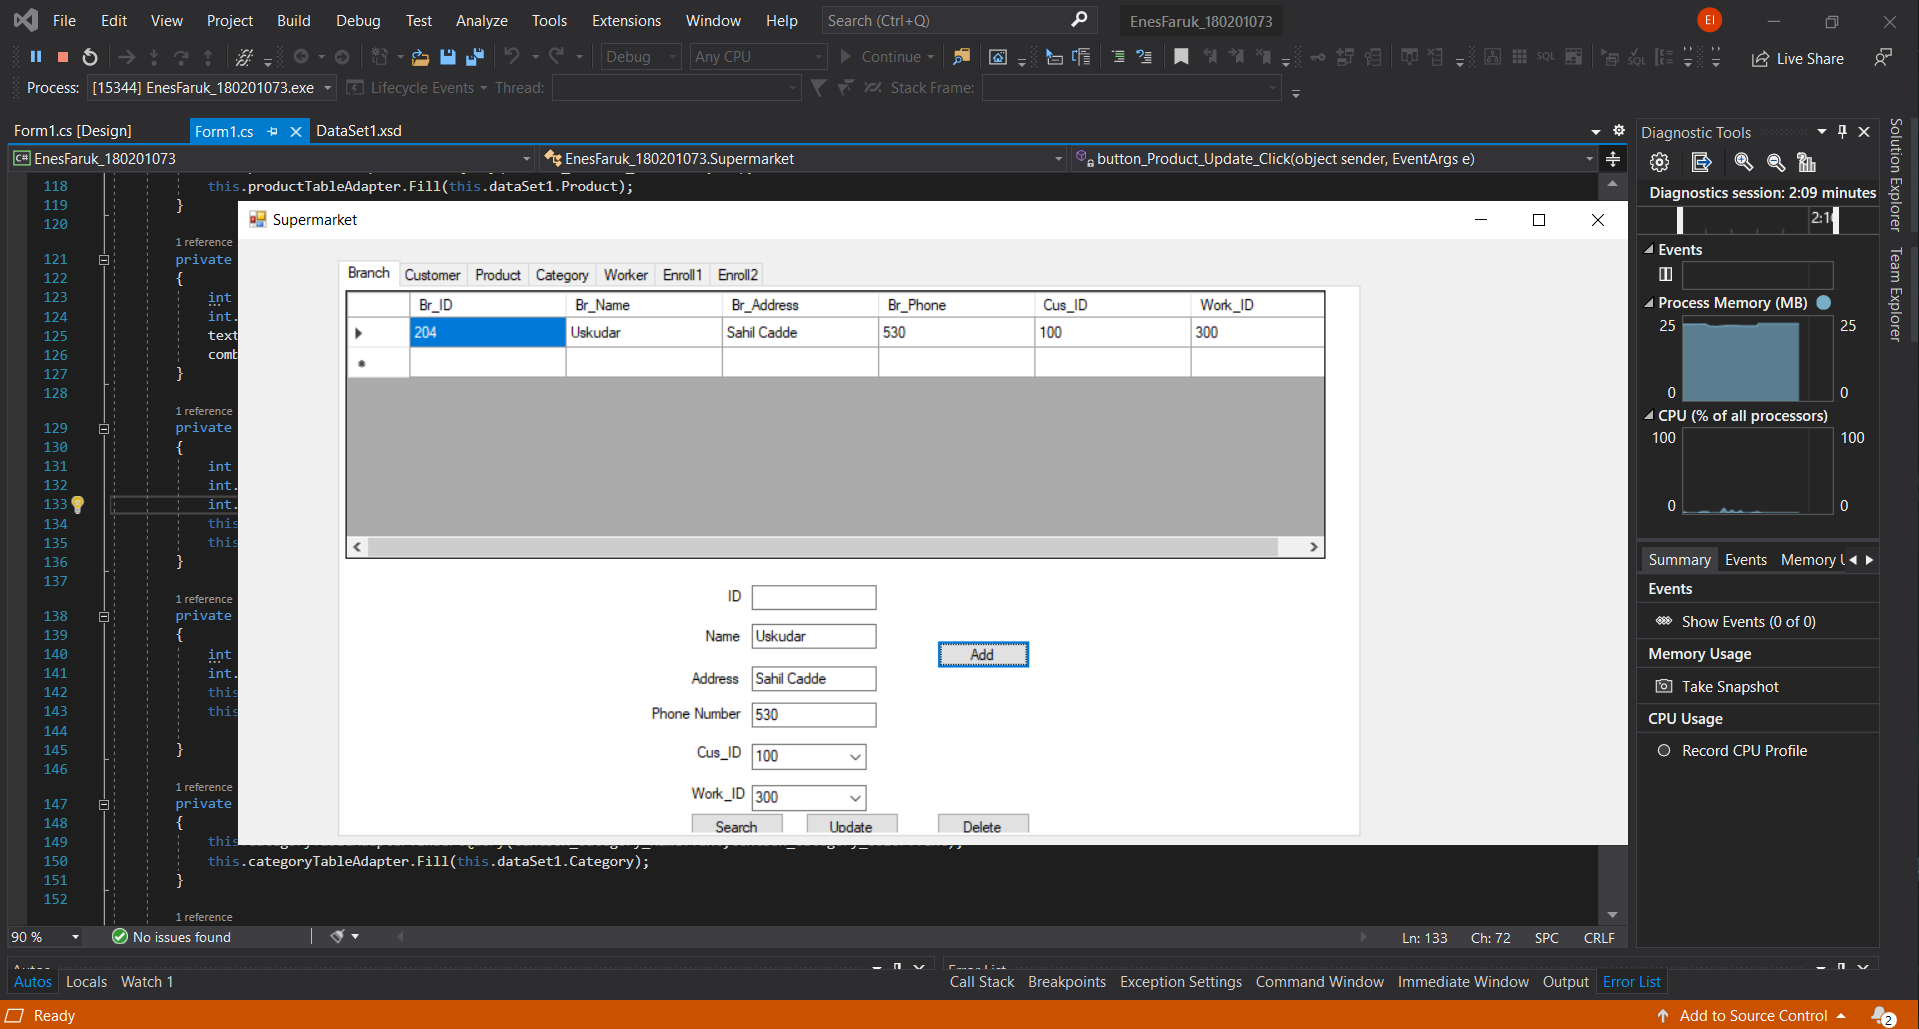 File Edit View Project Build Debug Test Analyze Tools Extensions Window Help Search (Ctrl+Q) EnesFaruk_180201073 EI
Debug Any CPU Continue Live Share
Process: [15344] EnesFaruk_180201073.exe Lifecycle Events Thread: Stack Frame:
Form1.cs [Design] Form1.cs DataSet1.xsd
C# EnesFaruk_180201073 EnesFaruk_180201073.Supermarket button_Product_Update_Click(object sender, EventArgs e)
118 this.productTableAdapter.Fill(this.dataSet1.Product);
119 }
120
1 reference
121 private
122 {
123 int
124 int.
125 text
126 comb
127 }
128
1 reference
129 private
130 {
131 int
132 int.
133 int.
134 this
135 this
136 }
137
1 reference
138 private
139 {
140 int
141 int.
142 this
143 this
144
145 }
146
1 reference
147 private
148 {
149 this
150 this.categoryTableAdapter.Fill(this.dataSet1.Category);
151 }
152
1 reference
Supermarket
Branch Customer Product Category Worker Enroll1 Enroll2
Br_ID Br_Name Br_Address Br_Phone Cus_ID Work_ID
204 Uskudar Sahil Cadde 530 100 300
ID
Name Uskudar
Add
Address Sahil Cadde
Phone Number 530
Cus_ID 100
Work_ID 300
Search Update Delete
90 % No issues found Ln: 133 Ch: 72 SPC CRLF
Autos Error List
Autos Locals Watch 1 Call Stack Breakpoints Exception Settings Command Window Immediate Window Output Error List
Ready Add to Source Control 2
Diagnostic Tools
Diagnostics session: 2:09 minutes
2:10
Events
Process Memory (MB)
25 25
0 0
CPU (% of all processors)
100 100
0 0
Summary Events Memory U
Events
Show Events (0 of 0)
Memory Usage
Take Snapshot
CPU Usage
Record CPU Profile
Solution Explorer
Team Explorer